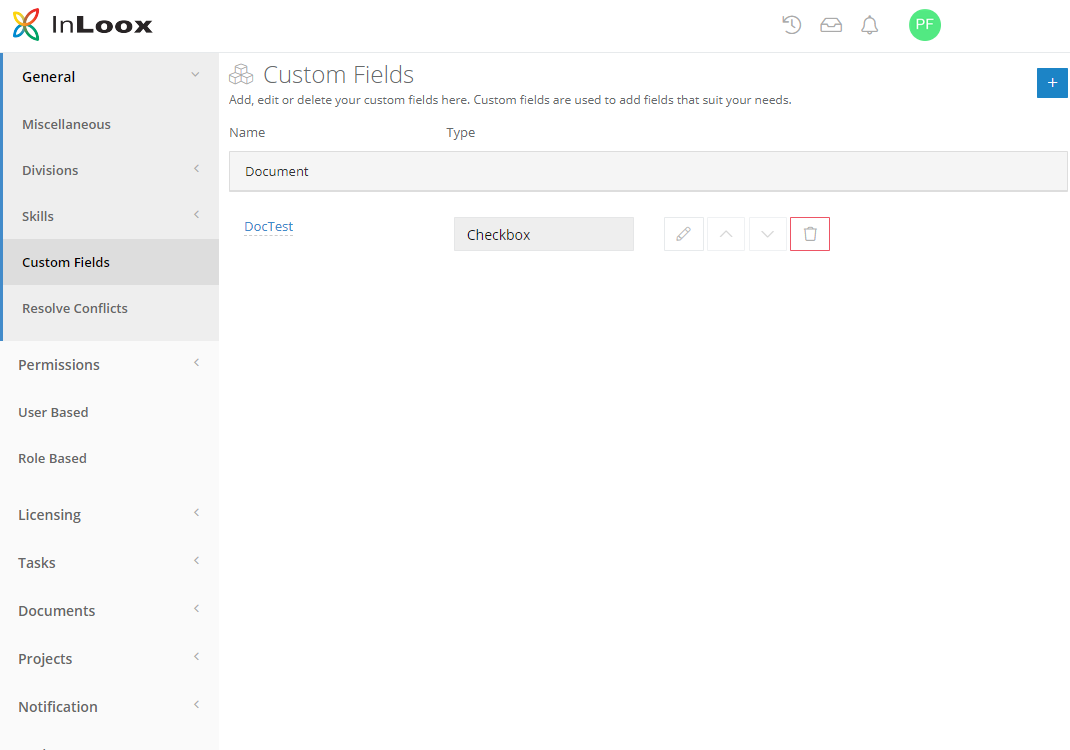 InLoox
PF
General
Miscellaneous
Divisions
Skills
Custom Fields
Resolve Conflicts
Permissions
User Based
Role Based
Licensing
Tasks
Documents
Projects
Notification
Custom Fields
+
Add, edit or delete your custom fields here. Custom fields are used to add fields that suit your needs.
Name Type
Document
DocTest Checkbox